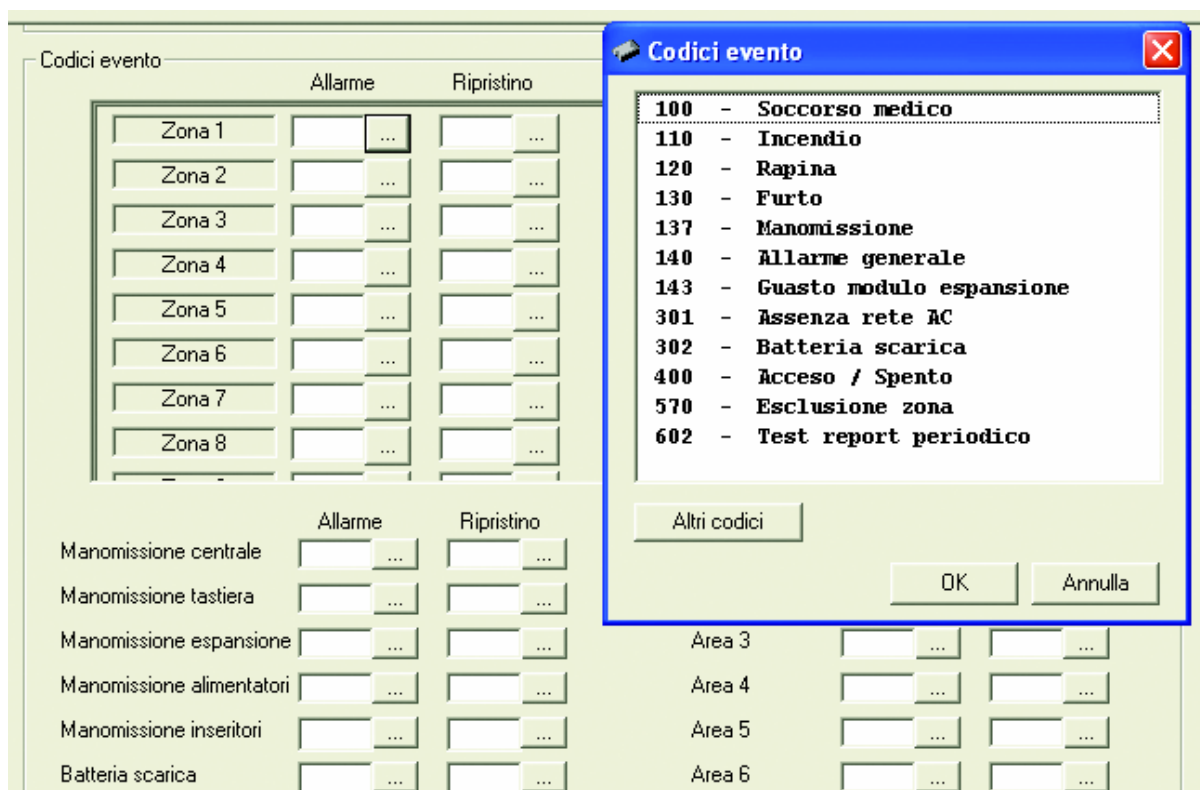 Codici evento
Allarme Ripristino
Zona 1 ... ...
Zona 2 ... ...
Zona 3 ... ...
Zona 4 ... ...
Zona 5 ... ...
Zona 6 ... ...
Zona 7 ... ...
Zona 8 ... ...
Allarme Ripristino
Manomissione centrale ... ...
Manomissione tastiera ... ...
Manomissione espansione ... ...
Manomissione alimentatori ... ...
Manomissione inseritori ... ...
Batteria scarica ... ...
Codici evento
100 - Soccorso medico
110 - Incendio
120 - Rapina
130 - Furto
137 - Manomissione
140 - Allarme generale
143 - Guasto modulo espansione
301 - Assenza rete AC
302 - Batteria scarica
400 - Acceso / Spento
570 - Esclusione zona
602 - Test report periodico
Altri codici
OK Annulla
Area 3 ... ...
Area 4 ... ...
Area 5 ... ...
Area 6 ... ...